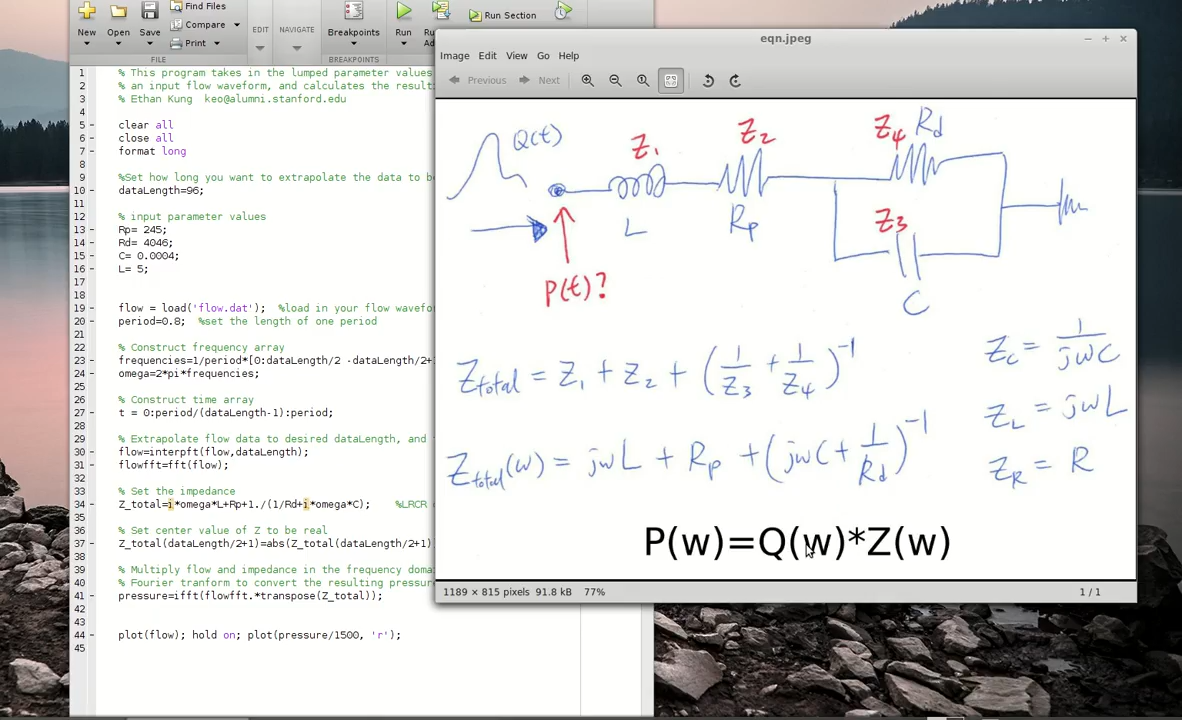 Find Files
Compare
Print
New
Open
Save
FILE
EDIT
NAVIGATE
Breakpoints
BREAKPOINTS
Run
Run Section
1
% This program takes in the lumped parameter values
2
% an input flow waveform, and calculates the
3
% Ethan Kung keo@alumni.stanford.edu
4
5 - clear all
6 - close all
7 - format long
8
9 %Set how long you want to extrapolate the data to
10 - dataLength=96;
11
12 % input parameter values
13 - Rp= 245;
14 - Rd= 4046;
15 - C= 0.0004;
16 - L= 5;
17
18
19 - flow = load('flow.dat'); %load in your flow
20 - period=0.8; %set the length of one period
21
22 % Construct frequency array
23 - frequencies=1/period*[0:dataLength/2 -dataLength/2+
24 - omega=2*pi*frequencies;
25
26 % Construct time array
27 - t = 0:period/(dataLength-1):period;
28
29 % Extrapolate flow data to desired dataLength, and
30 - flow=interpft(flow,dataLength);
31 - flowfft=fft(flow);
32
33 % Set the impedance
34 - Z_total=i*omega*L+Rp+1./(1/Rd+i*omega*C); %LRCR
35
36 % Set center value of Z to be real
37 - Z_total(dataLength/2+1)=abs(Z_total(dataLength/2+1)
38
39 % Multiply flow and impedance in the frequency
40 % Fourier tranform to convert the resulting
41 - pressure=ifft(flowfft.*transpose(Z_total));
42
43
44 - plot(flow); hold on; plot(pressure/1500, 'r');
45
eqn.jpeg
Image Edit View Go Help
Previous Next
Q(t)
Z1
Z2
Z4 Rd
L
Rp
Z3
C
P(t)?
Ztotal = Z1 + Z2 + (1/Z3 + 1/Z4)^-1
Zc = 1/jwC
ZL = jwL
Ztotal(w) = jwL + Rp + (jwC + 1/Rd)^-1
ZR = R
P(w)=Q(w)*Z(w)
1189 × 815 pixels 91.8 kB 77%
1 / 1